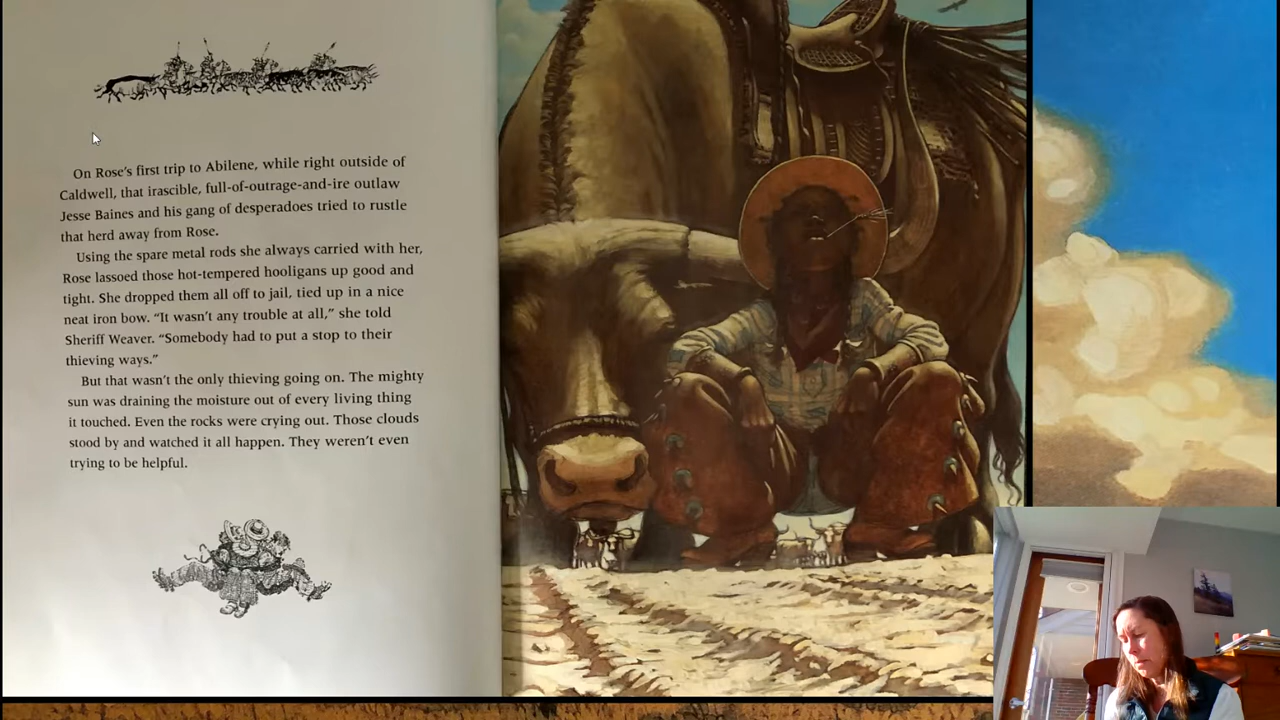 On Rose's first trip to Abilene, while right outside of
Caldwell, that irascible, full-of-outrage-and-ire outlaw
Jesse Baines and his gang of desperadoes tried to rustle
that herd away from Rose.
Using the spare metal rods she always carried with her,
Rose lassoed those hot-tempered hooligans up good and
tight. She dropped them all off to jail, tied up in a nice
neat iron bow. “It wasn't any trouble at all,” she told
Sheriff Weaver. “Somebody had to put a stop to their
thieving ways.”
But that wasn't the only thieving going on. The mighty
sun was draining the moisture out of every living thing
it touched. Even the rocks were crying out. Those clouds
stood by and watched it all happen. They weren't even
trying to be helpful.